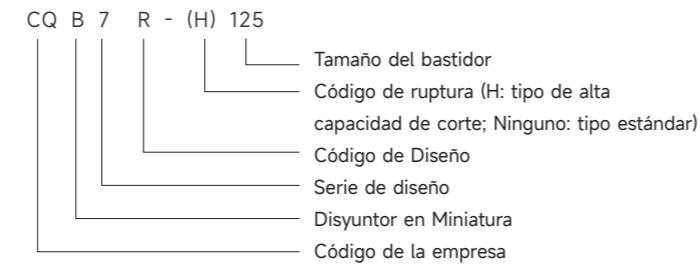 CQ B 7 R - (H) 125
Tamaño del bastidor
Código de ruptura (H: tipo de alta
capacidad de corte; Ninguno: tipo estándar)
Código de Diseño
Serie de diseño
Disyuntor en Miniatura
Código de la empresa